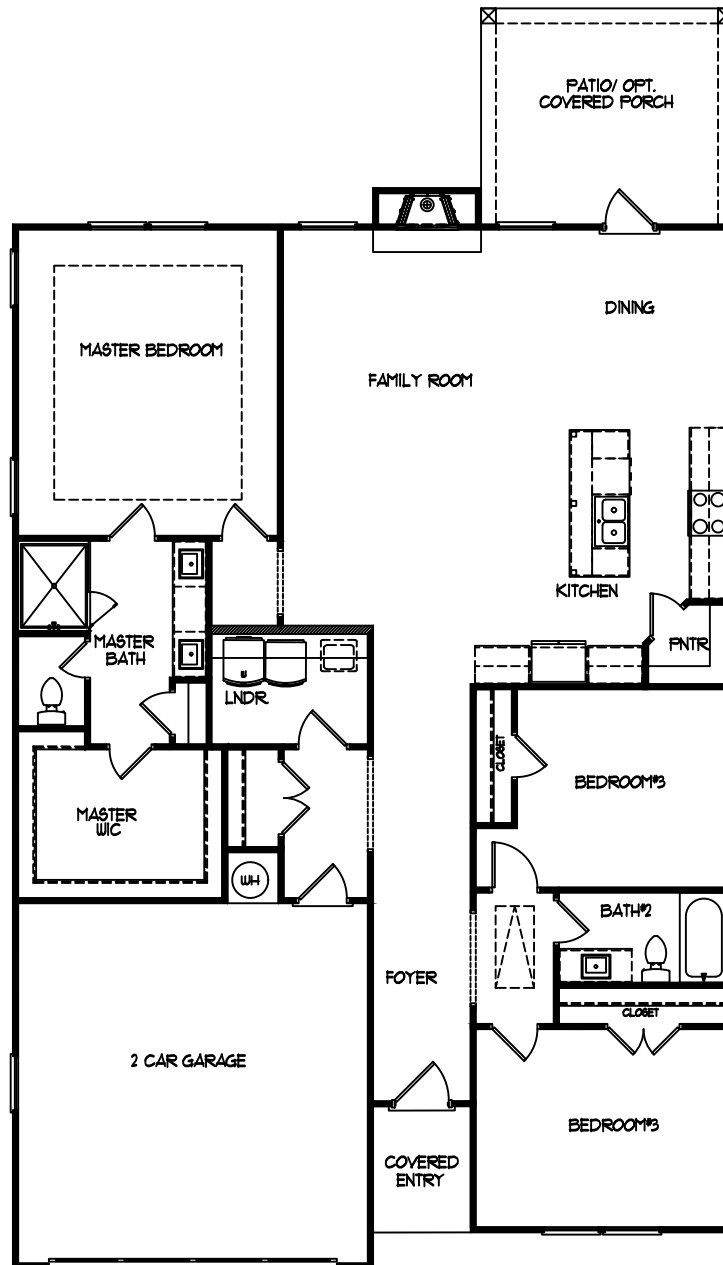 PATIO/ OPT.
COVERED PORCH
DINING
MASTER BEDROOM
FAMILY ROOM
KITCHEN
MASTER
BATH
PNTR
LNDR
W
CLOSET
BEDROOM#3
MASTER
WIC
WH
BATH#2
FOYER
CLOSET
2 CAR GARAGE
BEDROOM#3
COVERED
ENTRY